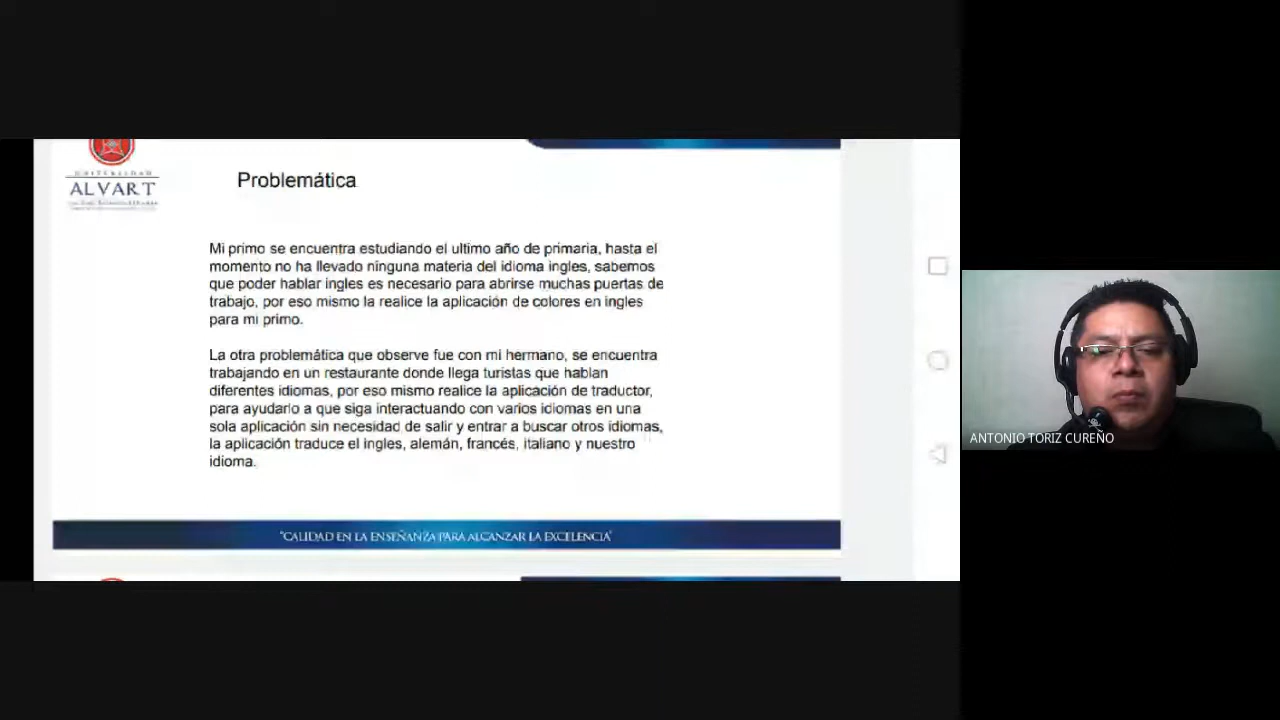 UNIVERSIDAD
ALVART
Problemática
Mi primo se encuentra estudiando el ultimo año de primaria, hasta el
momento no ha llevado ninguna materia del idioma ingles, sabemos
que poder hablar ingles es necesario para abrirse muchas puertas de
trabajo, por eso mismo la realice la aplicación de colores en ingles
para mi primo.
La otra problemática que observe fue con mi hermano, se encuentra
trabajando en un restaurante donde llega turistas que hablan
diferentes idiomas, por eso mismo realice la aplicación de traductor,
para ayudarlo a que siga interactuando con varios idiomas en una
sola aplicación sin necesidad de salir y entrar a buscar otros idiomas,
la aplicación traduce el ingles, alemán, francés, italiano y nuestro
idioma.
"CALIDAD EN LA ENSEÑANZA PARA ALCANZAR LA EXCELENCIA"
ANTONIO TORIZ CUREÑO